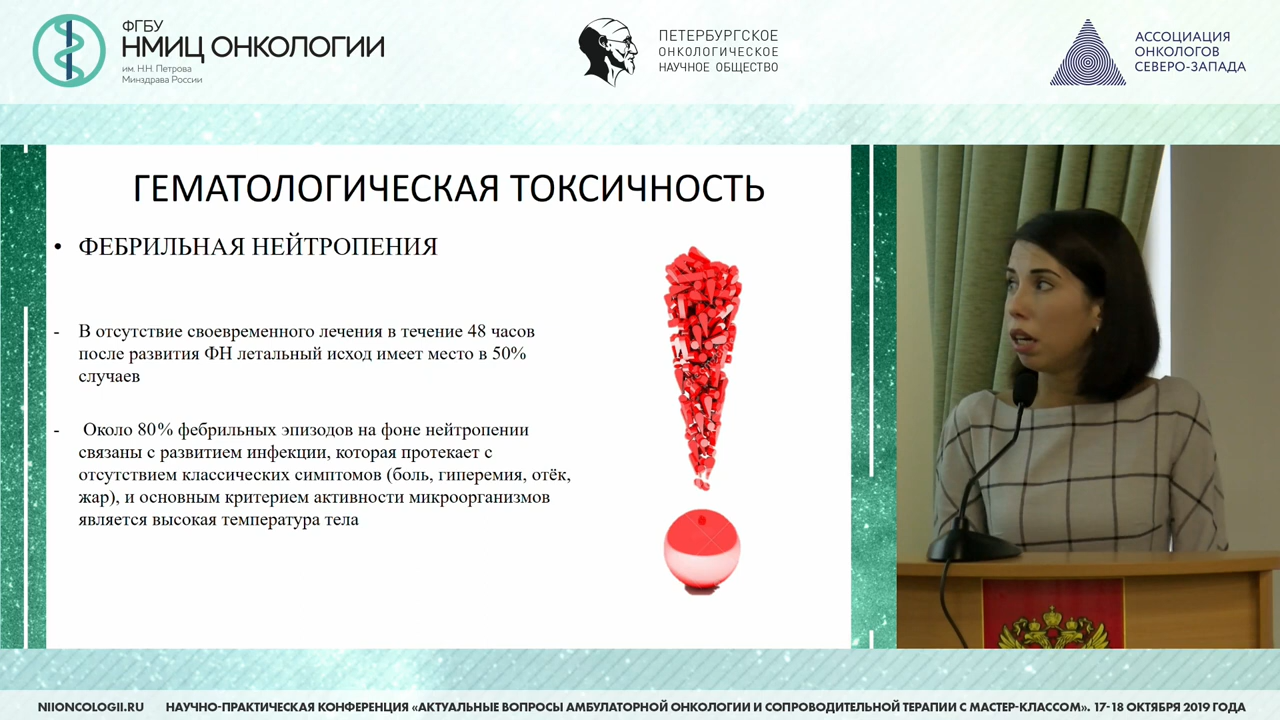 ФГБУ
НМИЦ ОНКОЛОГИИ
им. Н.Н. Петрова
Минздрава России
ПЕТЕРБУРГСКОЕ
ОНКОЛОГИЧЕСКОЕ
НАУЧНОЕ ОБЩЕСТВО
АССОЦИАЦИЯ
ОНКОЛОГОВ
СЕВЕРО-ЗАПАДА
ГЕМАТОЛОГИЧЕСКАЯ ТОКСИЧНОСТЬ
• ФЕБРИЛЬНАЯ НЕЙТРОПЕНИЯ
- В отсутствие своевременного лечения в течение 48 часов
после развития ФН летальный исход имеет место в 50%
случаев
- Около 80% фебрильных эпизодов на фоне нейтропении
связаны с развитием инфекции, которая протекает с
отсутствием классических симптомов (боль, гиперемия, отёк,
жар), и основным критерием активности микроорганизмов
является высокая температура тела
NIIONCOLOGII.RU НАУЧНО-ПРАКТИЧЕСКАЯ КОНФЕРЕНЦИЯ «АКТУАЛЬНЫЕ ВОПРОСЫ АМБУЛАТОРНОЙ ОНКОЛОГИИ И СОПРОВОДИТЕЛЬНОЙ ТЕРАПИИ С МАСТЕР-КЛАССОМ». 17-18 ОКТЯБРЯ 2019 ГОДА